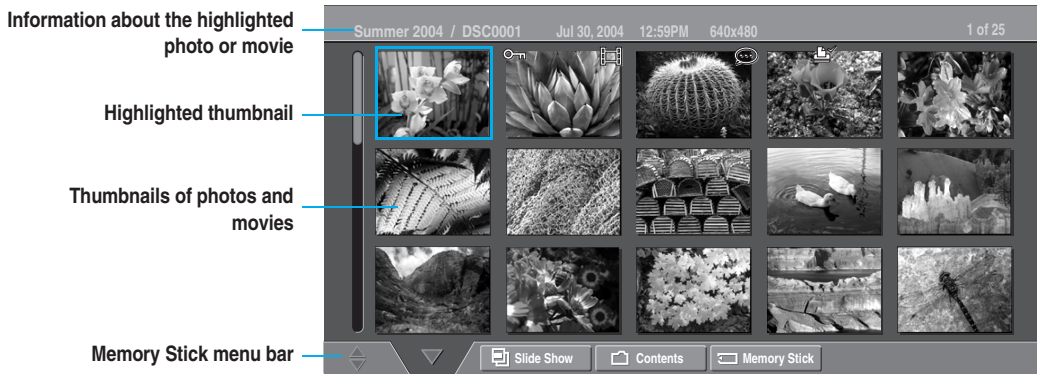 Information about the highlighted
photo or movie
Summer 2004 / DSC0001 Jul 30, 2004 12:59PM 640x480 1 of 25
Highlighted thumbnail
Thumbnails of photos and
movies
Memory Stick menu bar
Slide Show Contents Memory Stick